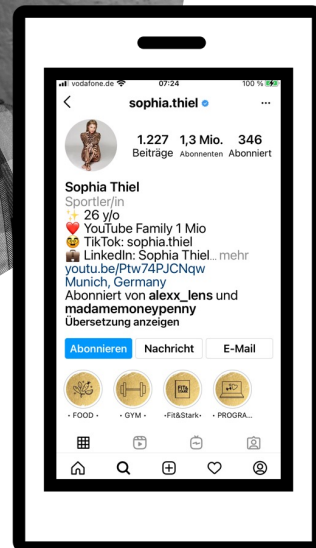 vodafone.de 07:24 100 %
sophia.thiel
1.227 1,3 Mio. 346
Beiträge Abonnenten Abonniert
Sophia Thiel
Sportler/in
✨ 26 y/o
❤️ YouTube Family 1 Mio
🤓 TikTok: sophia.thiel
💼 LinkedIn: Sophia Thiel... mehr
youtu.be/Ptw74PJCNqw
Munich, Germany
Abonniert von alexx_lens und
madamemoneypenny
Übersetzung anzeigen
Abonnieren Nachricht E-Mail
• FOOD • • GYM • •Fit&Stark• • PROGRA...